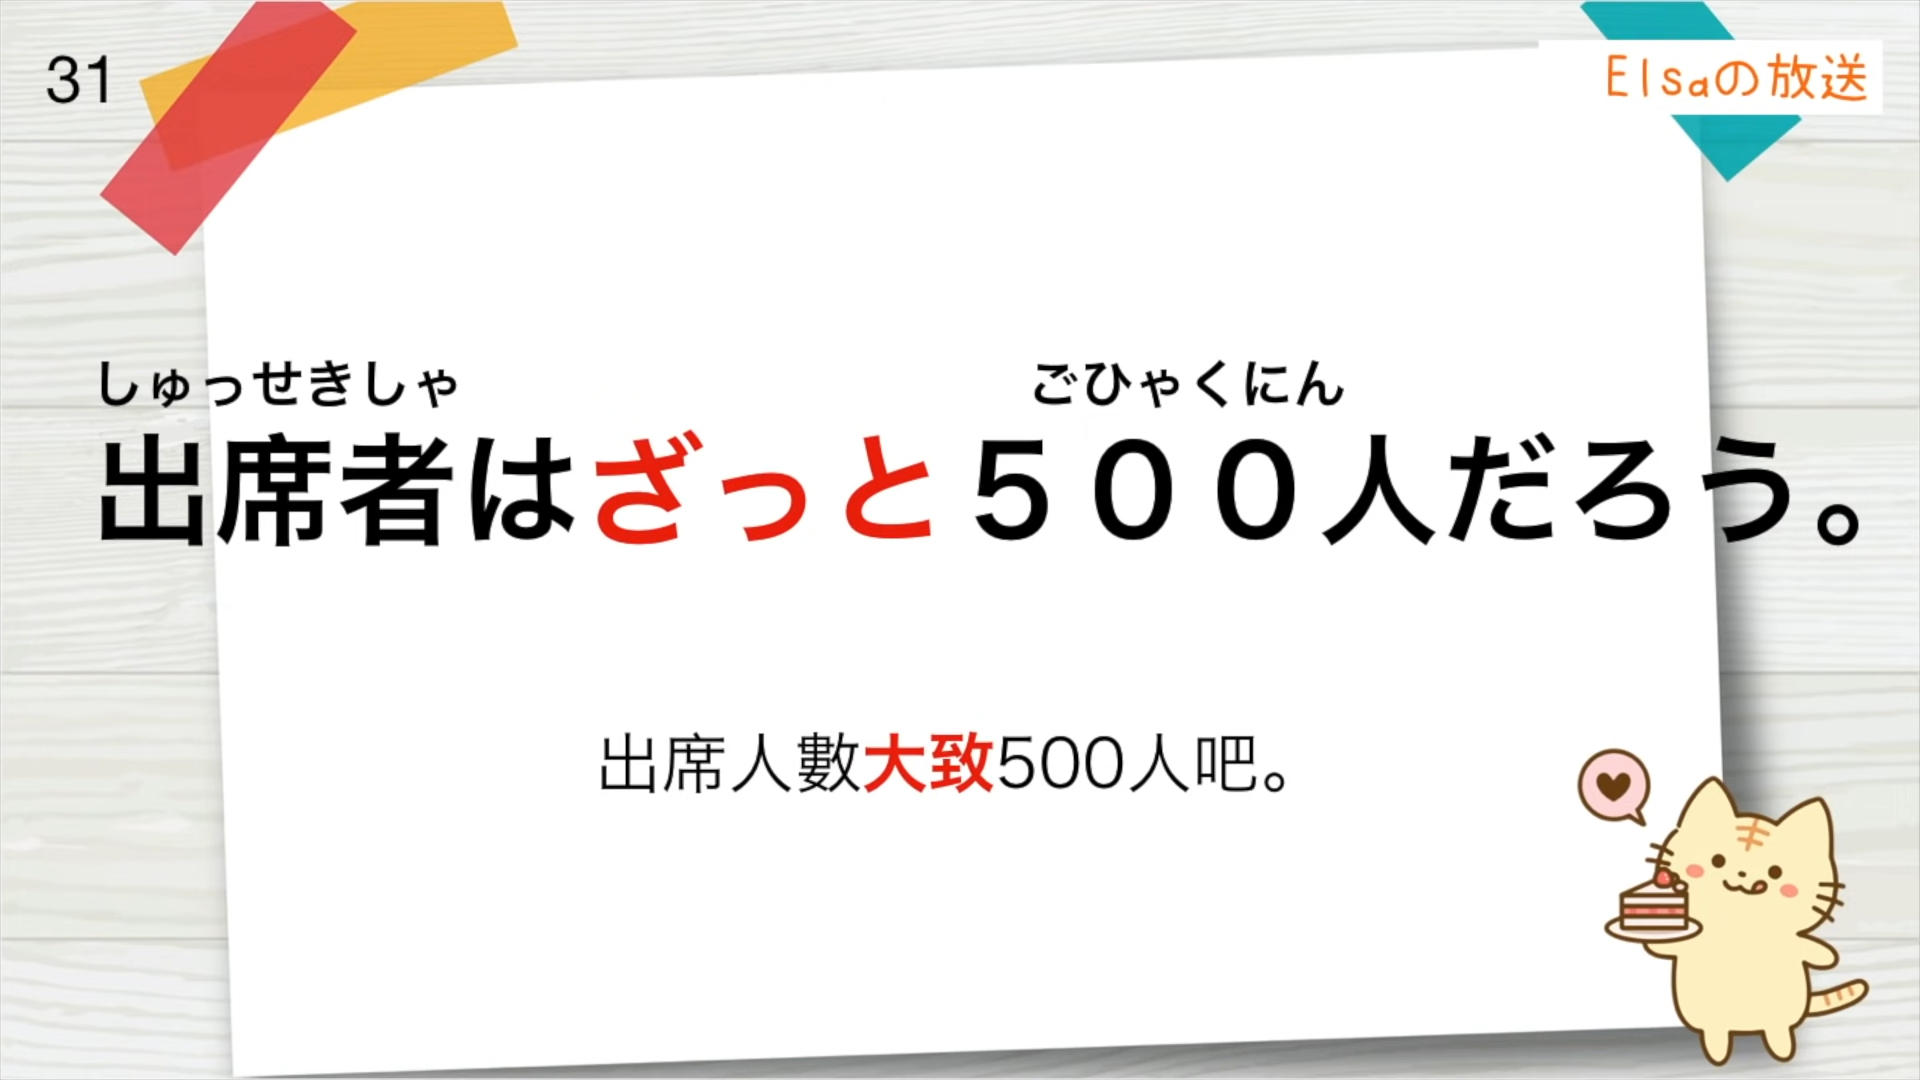 31
Elsaの放送
しゅっせきしゃ ごひゃくにん
出席者はざっと５００人だろう。
出席人數大致500人吧。